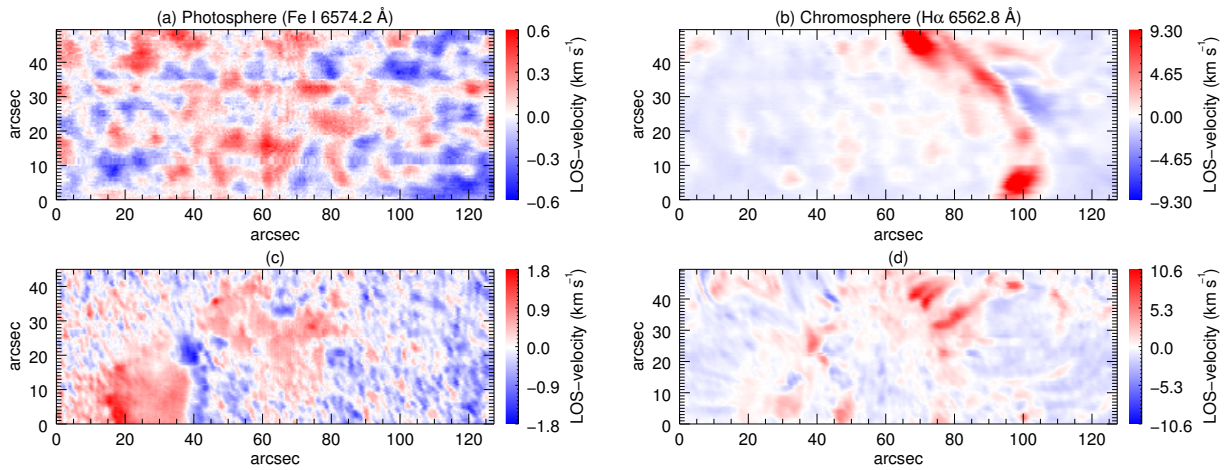 (a) Photosphere (Fe I 6574.2 Å)
(b) Chromosphere (Hα 6562.8 Å)
arcsec
50
40
30
20
10
0
0 20 40 60 80 100 120
arcsec
0.6
0.3
0.0
−0.3
−0.6
LOS−velocity (km s⁻¹)
arcsec
40
30
20
10
0
0 20 40 60 80 100 120
arcsec
9.30
4.65
0.00
−4.65
−9.30
LOS−velocity (km s⁻¹)
(c)
(d)
arcsec
40
30
20
10
0
0 20 40 60 80 100 120
arcsec
1.8
0.9
0.0
−0.9
−1.8
LOS−velocity (km s⁻¹)
arcsec
40
30
20
10
0
0 20 40 60 80 100 120
arcsec
10.6
5.3
0.0
−5.3
−10.6
LOS−velocity (km s⁻¹)